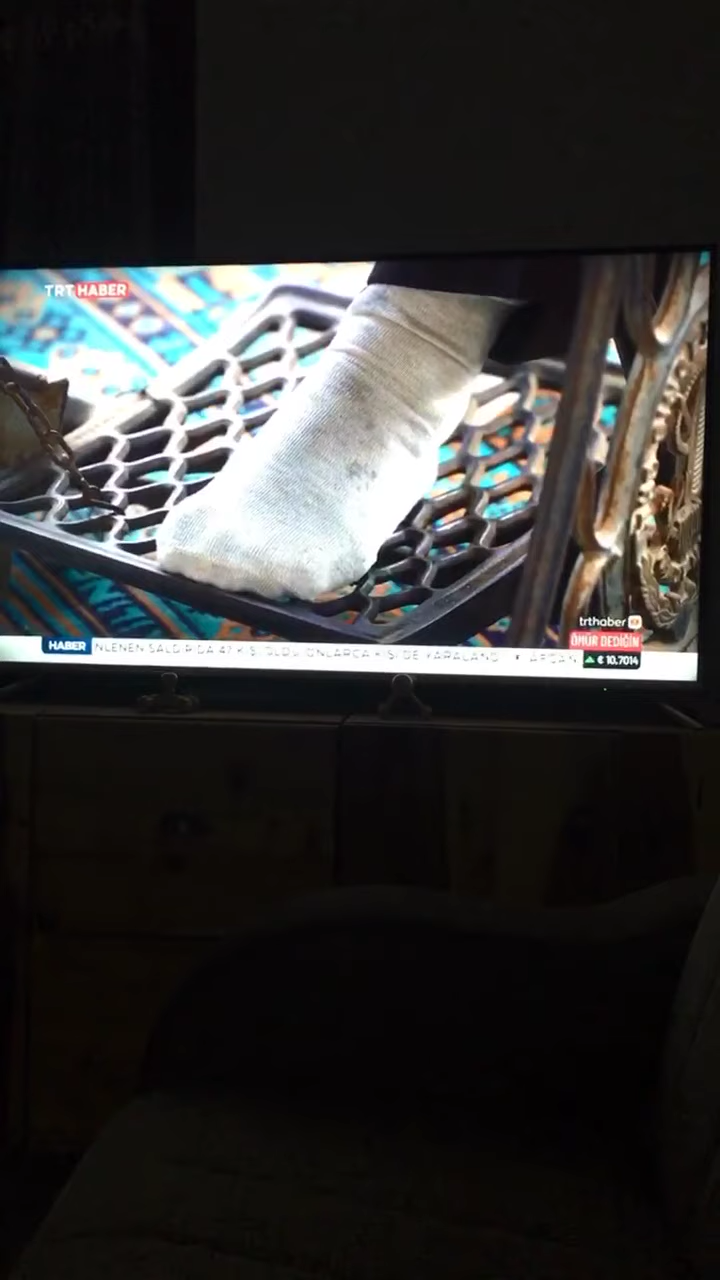 TRT HABER
trthaber
ÖMÜR DEDİĞİN
HABER NLENEN SALDIRIDA 47 KİŞİ ÖLDÜ ONLARCA KİŞİ DE YARALANDI
€ 10,7014